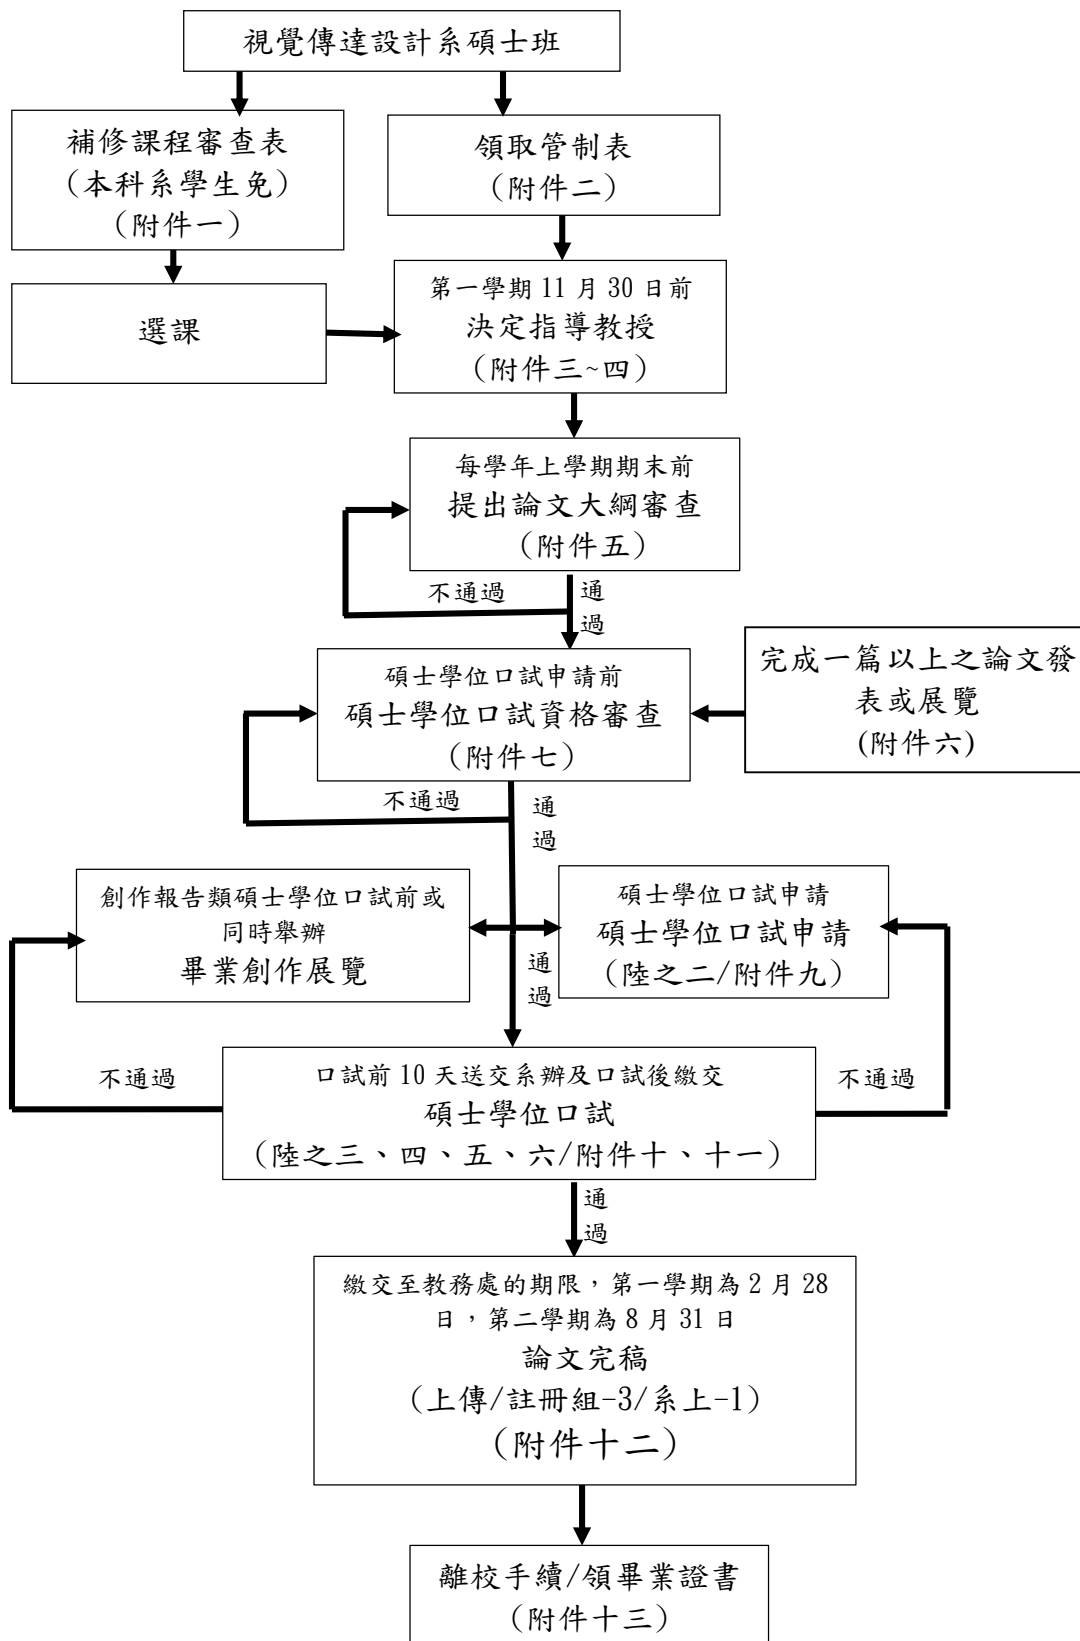 視覺傳達設計系碩士班
補修課程審查表
（本科系學生免）
（附件一）
領取管制表
（附件二）
選課
第一學期 11 月 30 日前
決定指導教授
（附件三~四）
每學年上學期期末前
提出論文大綱審查
（附件五）
不通過
通
過
完成一篇以上之論文發
表或展覽
(附件六)
碩士學位口試申請前
碩士學位口試資格審查
（附件七）
不通過
通
過
創作報告類碩士學位口試前或
同時舉辦
畢業創作展覽
碩士學位口試申請
碩士學位口試申請
（陸之二/附件九）
通
過
不通過
口試前 10 天送交系辦及口試後繳交
碩士學位口試
（陸之三、四、五、六/附件十、十一）
不通過
通
過
繳交至教務處的期限，第一學期為 2 月 28
日，第二學期為 8 月 31 日
論文完稿
（上傳/註冊組-3/系上-1）
（附件十二）
離校手續/領畢業證書
（附件十三）